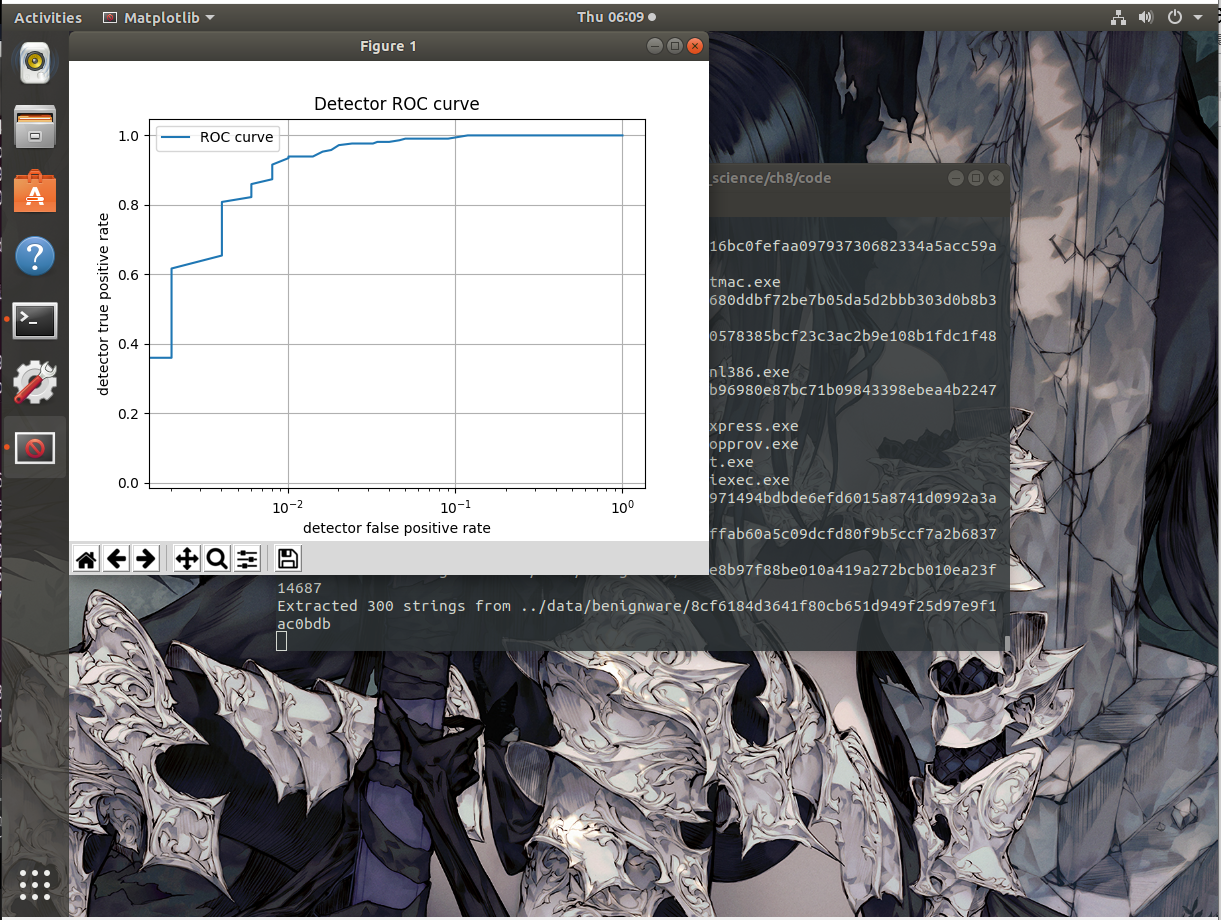 Activities
Matplotlib
Thu 06:09
Figure 1
Detector ROC curve
ROC curve
1.0
0.8
0.6
0.4
0.2
0.0
detector true positive rate
10⁻²
10⁻¹
10⁰
detector false positive rate
_science/ch8/code
16bc0fefaa09793730682334a5acc59a
tmac.exe
680ddbf72be7b05da5d2bbb303d0b8b3
0578385bcf23c3ac2b9e108b1fdc1f48
nl386.exe
b96980e87bc71b09843398ebea4b2247
xpress.exe
opprov.exe
t.exe
iexec.exe
971494bdbde6efd6015a8741d0992a3a
ffab60a5c09dcfd80f9b5ccf7a2b6837
e8b97f88be010a419a272bcb010ea23f
14687
Extracted 300 strings from ../data/benignware/8cf6184d3641f80cb651d949f25d97e9f1
ac0bdb